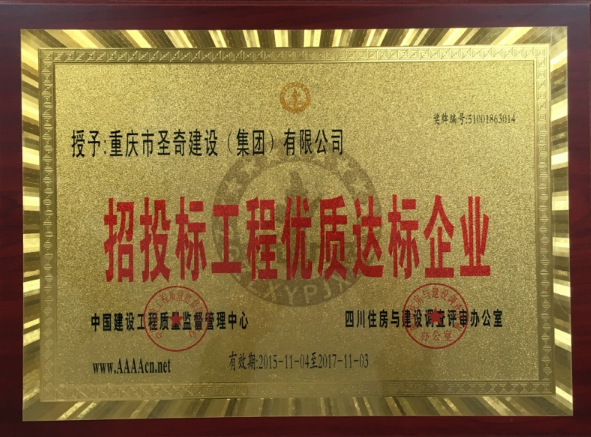 奖牌编号:51001863014
授予:重庆市圣奇建设（集团）有限公司
招投标工程优质达标企业
中国建设工程质量监督管理中心
四川住房与建设调查评审办公室
有效期:2015-11-04至2017-11-03
www.AAAAcn.net